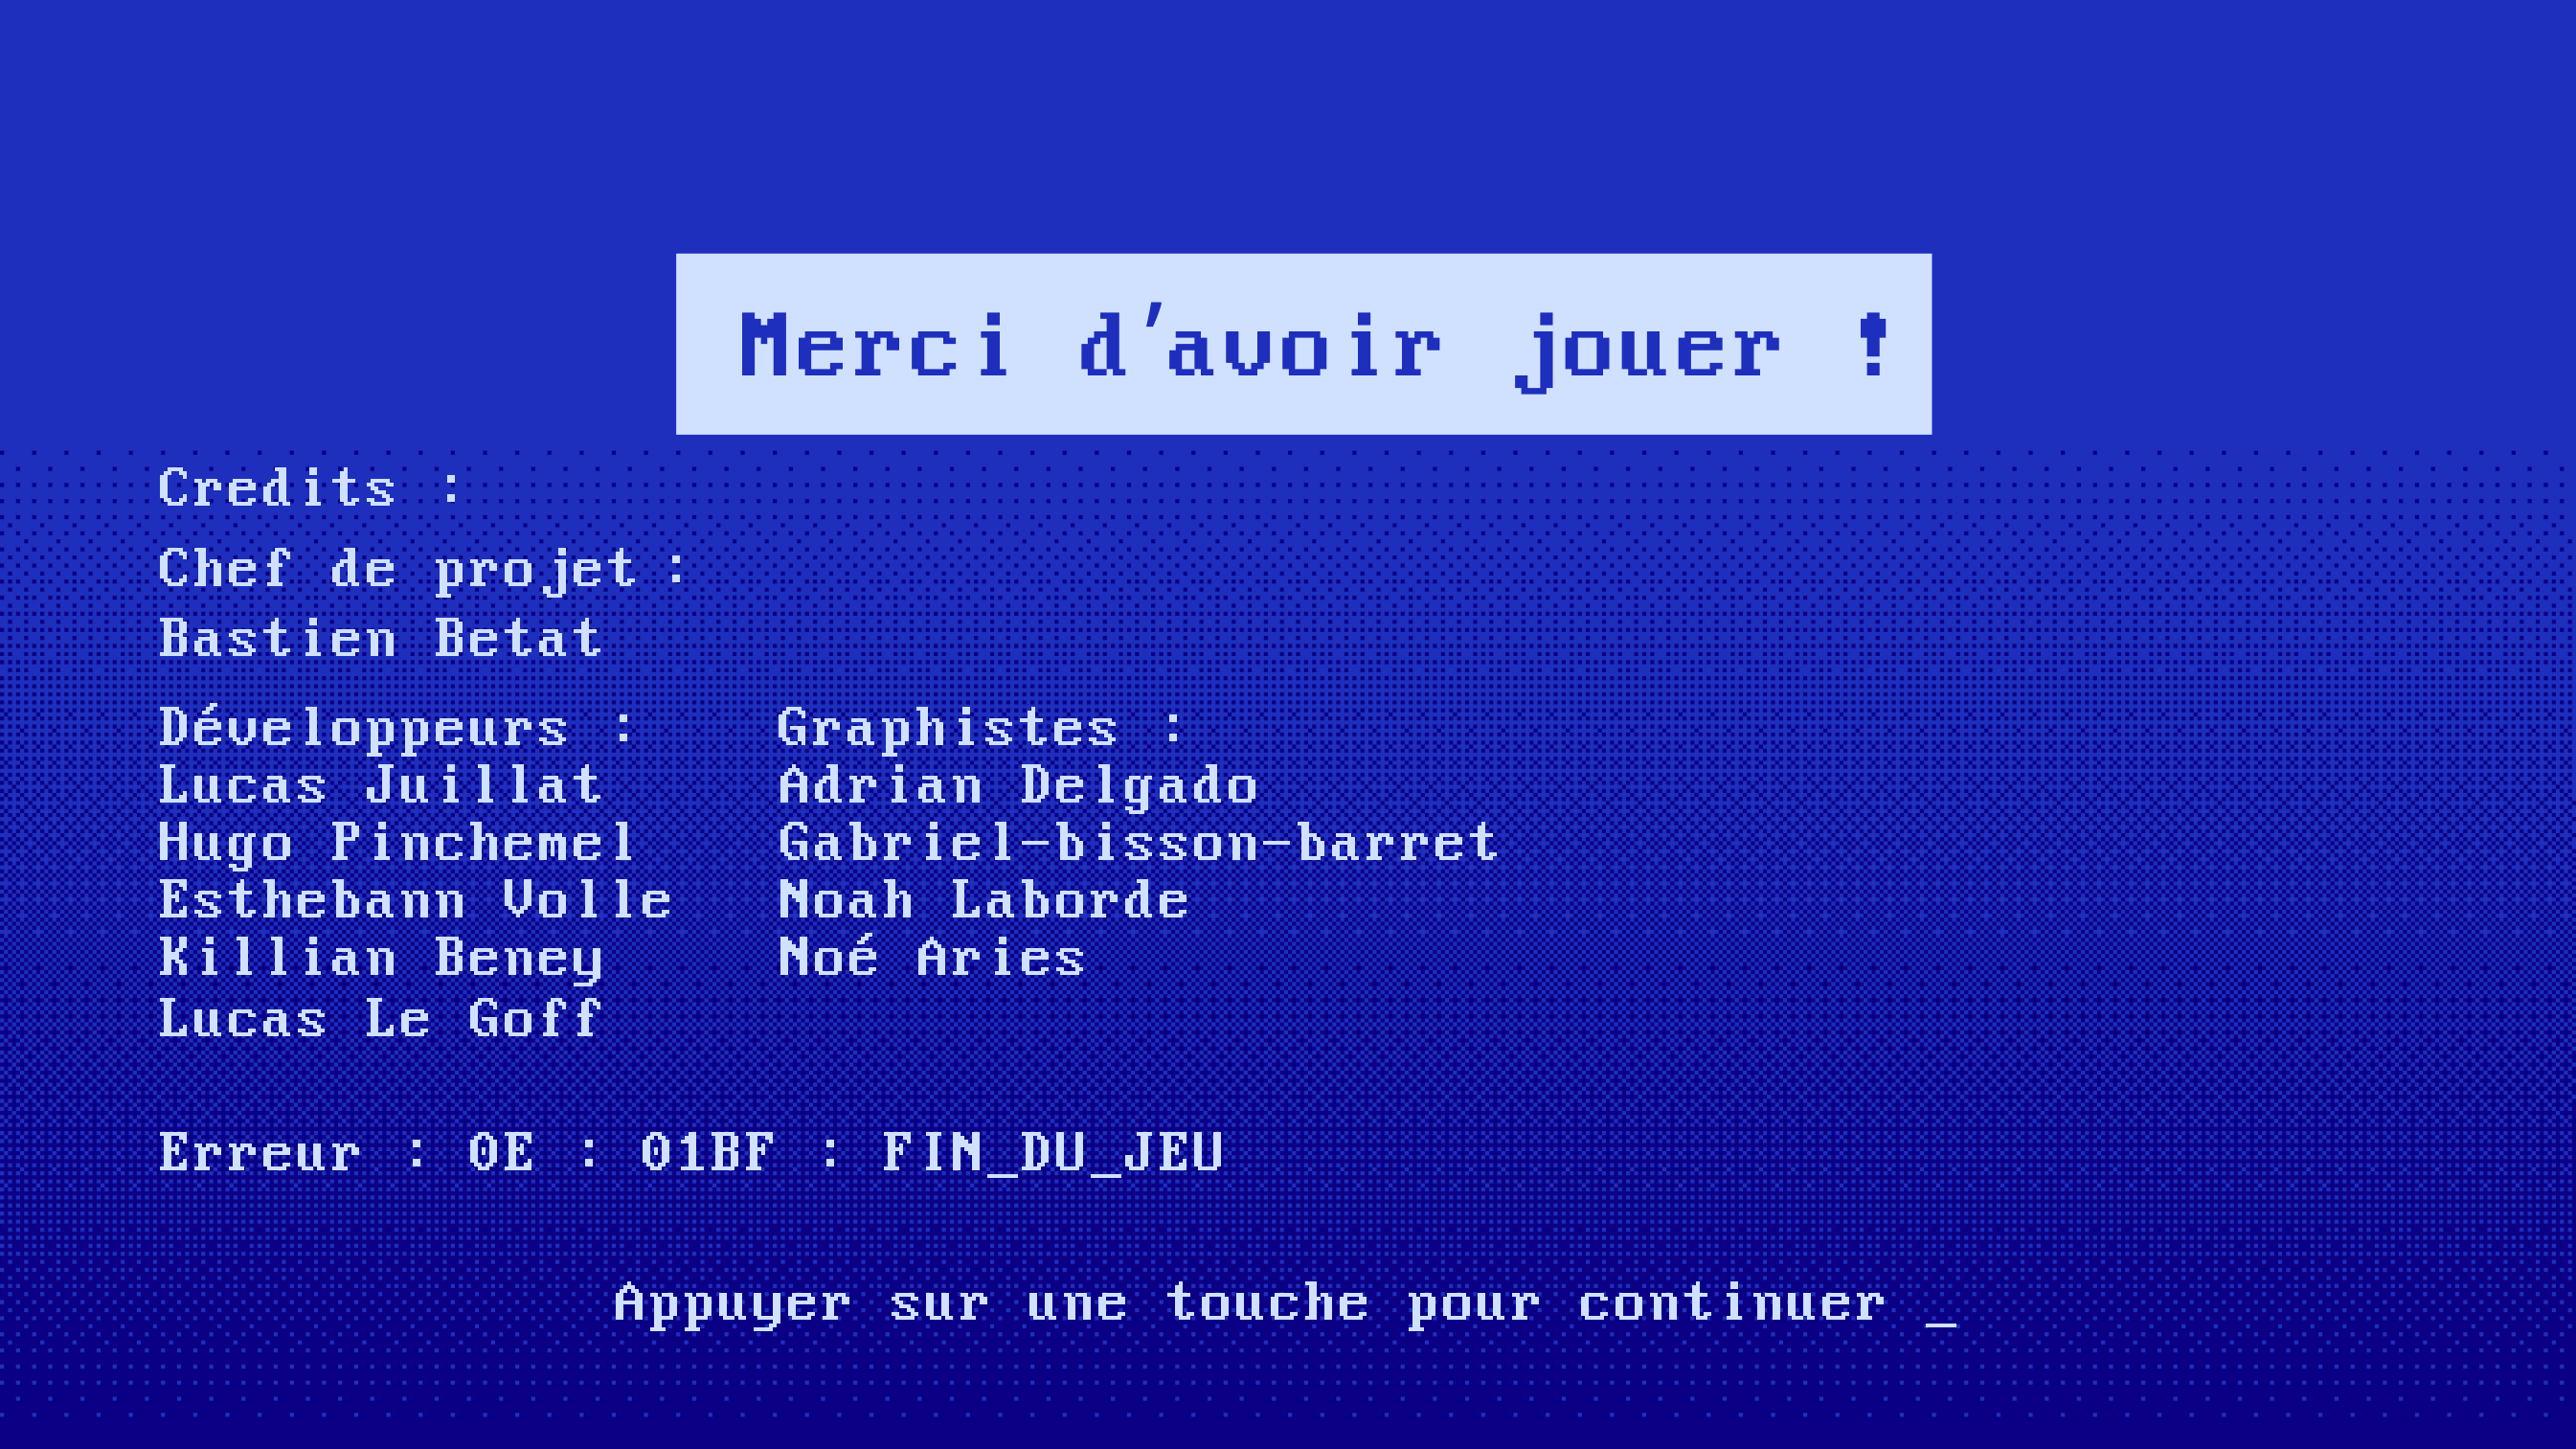 Merci d'avoir jouer !
Credits :
Chef de projet :
Bastien Betat
Développeurs :
Lucas Juillat
Hugo Pinchemel
Esthebann Volle
Killian Beney
Lucas Le Goff
Graphistes :
Adrian Delgado
Gabriel-bisson-barret
Noah Laborde
Noé Aries
Erreur : 0E : 01BF : FIN_DU_JEU
Appuyer sur une touche pour continuer _